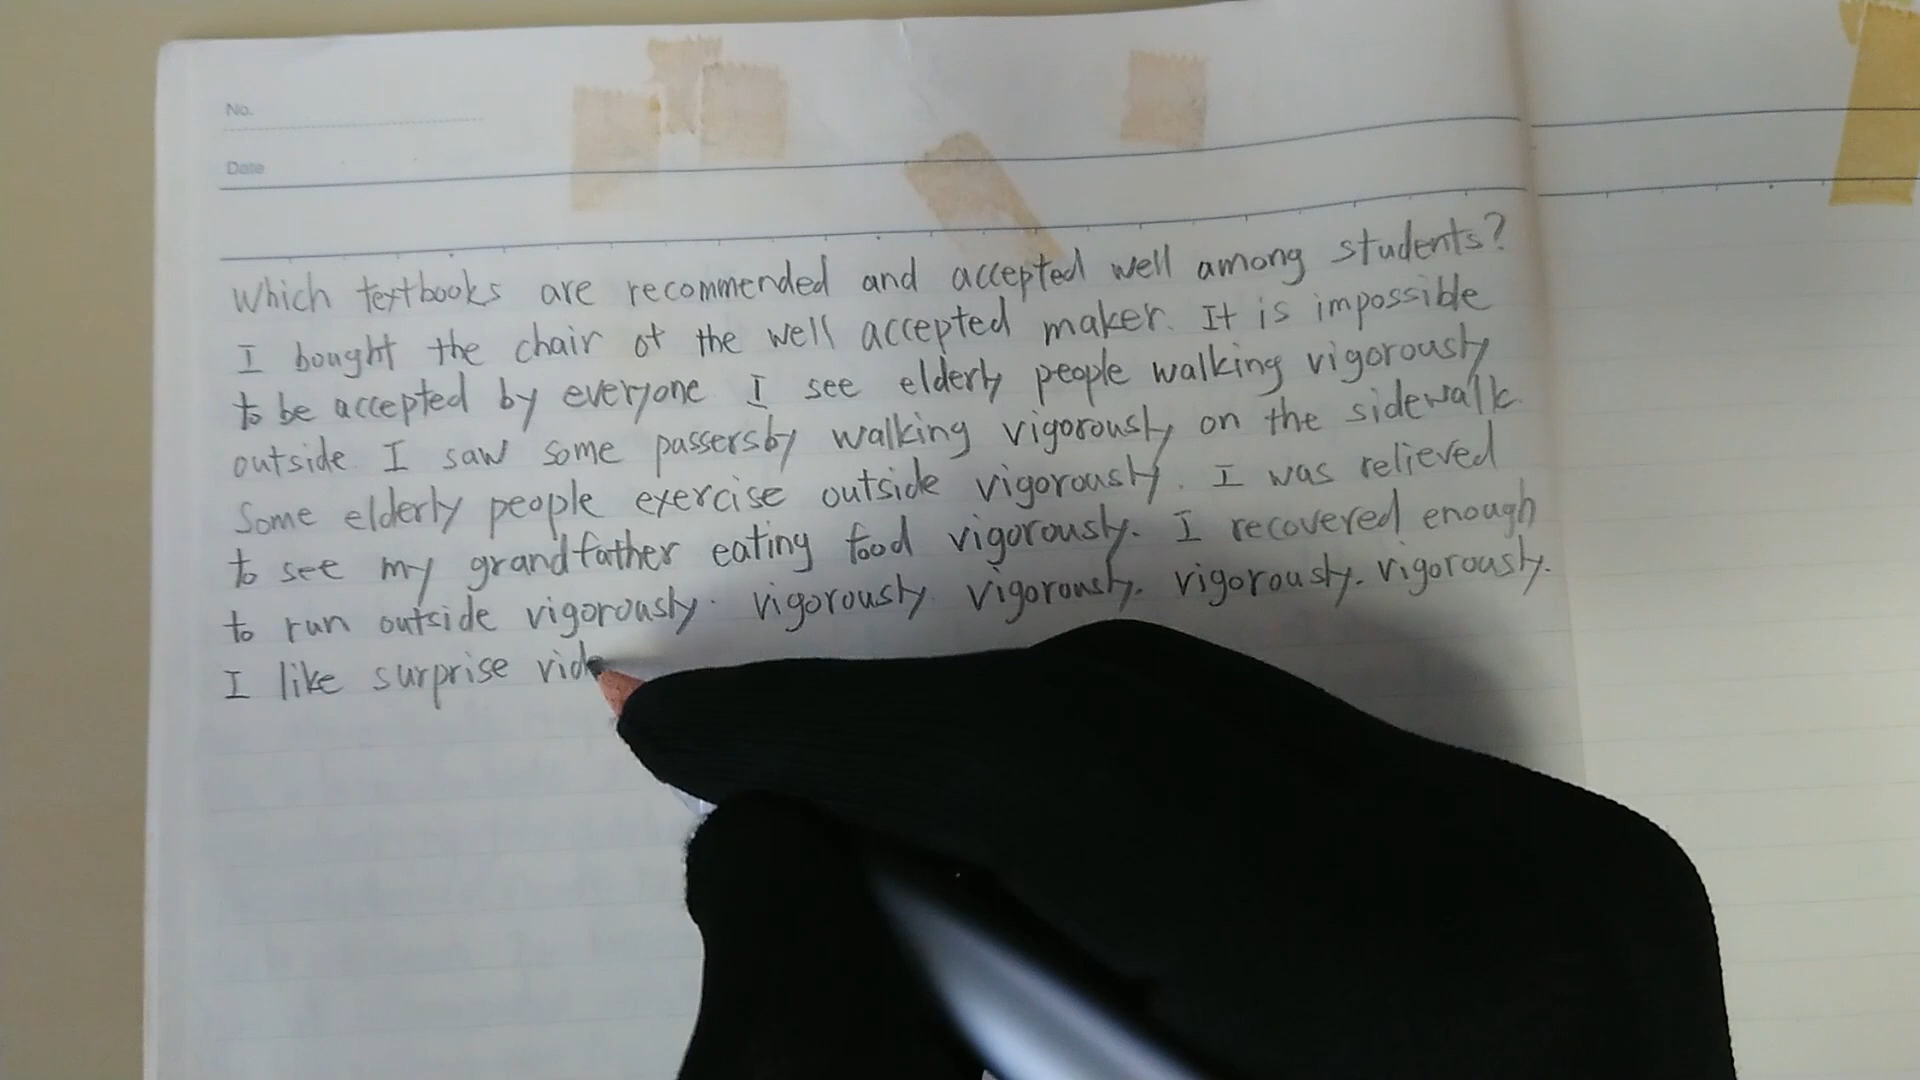 No.
Date
Which textbooks are recommended and accepted well among students?
I bought the chair of the well accepted maker. It is impossible
to be accepted by everyone. I see elderly people walking vigorously
outside. I saw some passersby walking vigorously on the sidewalk.
Some elderly people exercise outside vigorously. I was relieved
to see my grandfather eating food vigorously. I recovered enough
to run outside vigorously. vigorously. vigorously. vigorously. vigorously.
I like surprise vide